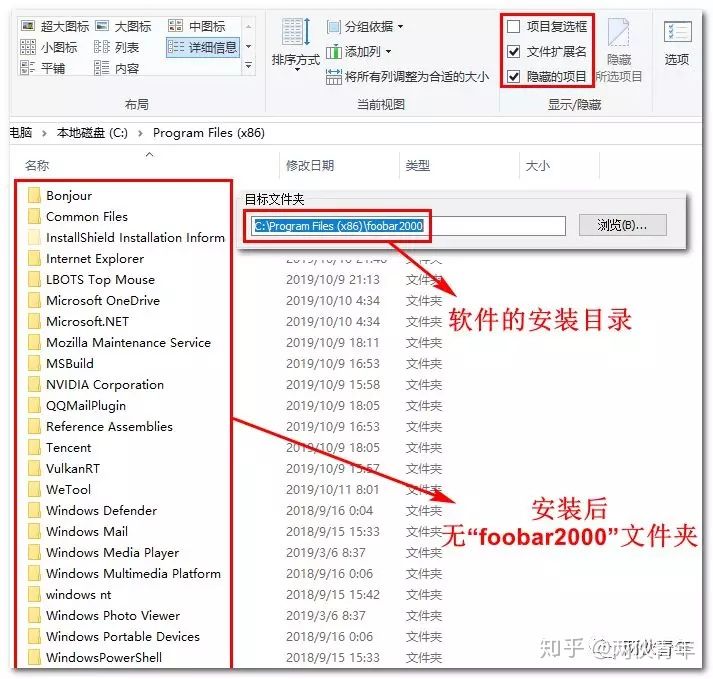 超大图标 大图标 中图标
小图标 列表 详细信息
平铺 内容
布局
排序方式
分组依据
添加列
将所有列调整为合适的大小
当前视图
项目复选框
文件扩展名
隐藏的项目
隐藏
所选项目
显示/隐藏
选项
电脑 › 本地磁盘 (C:) › Program Files (x86)
名称 修改日期 类型 大小
目标文件夹
C:\Program Files (x86)\foobar2000 浏览(B)...
软件的安装目录
Bonjour
Common Files
InstallShield Installation Inform
Internet Explorer
LBOTS Top Mouse 2019/10/9 21:13 文件夹
Microsoft OneDrive 2019/10/10 4:34 文件夹
Microsoft.NET 2019/10/10 4:34 文件夹
Mozilla Maintenance Service 2019/10/9 18:11 文件夹
MSBuild 2019/10/9 16:53 文件夹
NVIDIA Corporation 2019/10/9 15:58 文件夹
QQMailPlugin 2019/10/9 18:05 文件夹
Reference Assemblies 2019/10/9 16:53 文件夹
Tencent 2019/10/9 18:05 文件夹
VulkanRT 2019/10/9 15:57 文件夹
WeTool 2019/10/11 8:01 文件夹
Windows Defender 2018/9/16 0:04 文件夹
Windows Mail 2018/9/15 15:33 文件夹
Windows Media Player 2019/3/6 8:37 文件夹
Windows Multimedia Platform 2018/9/16 0:06 文件夹
windows nt 2018/9/15 15:42 文件夹
Windows Photo Viewer 2019/3/6 8:37 文件夹
Windows Portable Devices 2018/9/16 0:06 文件夹
WindowsPowerShell 2018/9/15 15:33 文件夹
安装后
无“foobar2000”文件夹
知乎 @两伙青年